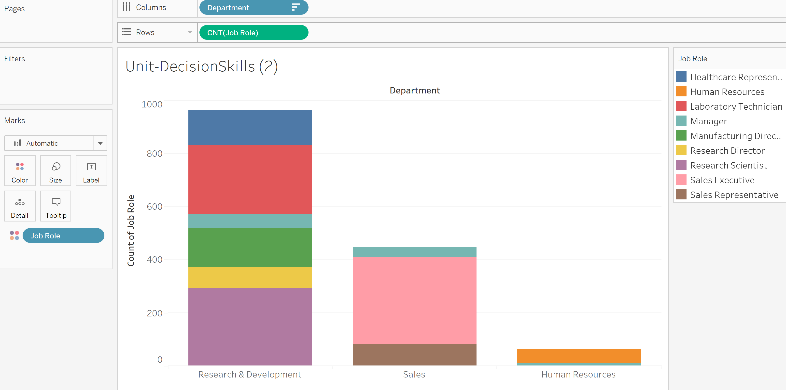 Pages
Columns
Department
Rows
CNT(Job Role)
Filters
Marks
Automatic
Color
Size
Label
Detail
Tooltip
Job Role
Unit-DecisionSkills (2)
Department
Count of Job Role
1000
800
600
400
200
0
Research & Development
Sales
Human Resources
Job Role
Healthcare Represen..
Human Resources
Laboratory Technician
Manager
Manufacturing Direc..
Research Director
Research Scientis..
Sales Executive
Sales Representative